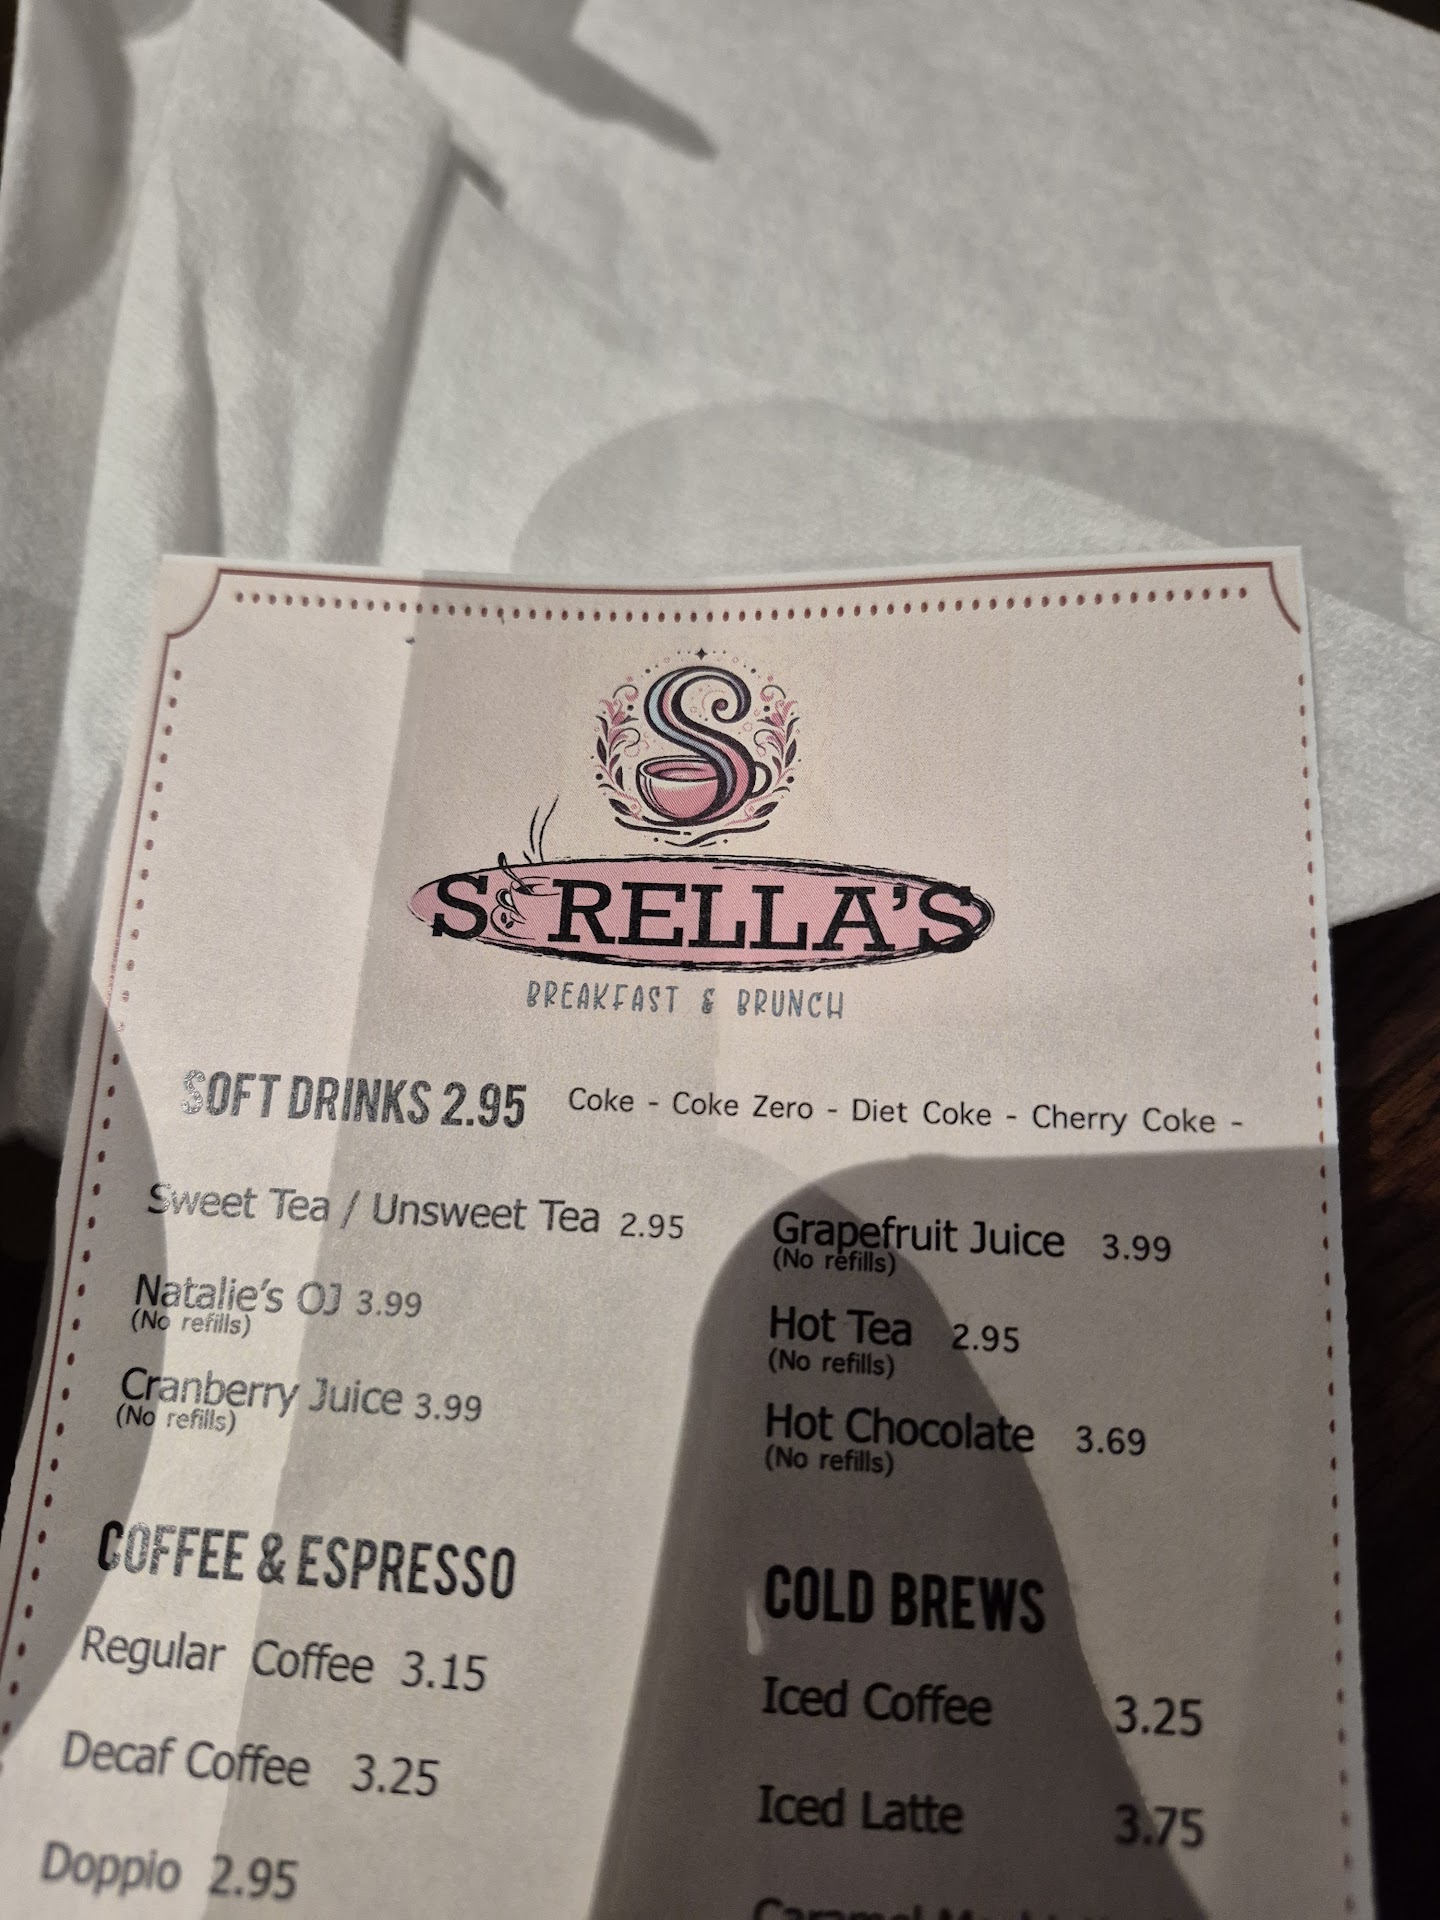 SORELLA'S
BREAKFAST & BRUNCH
SOFT DRINKS 2.95 Coke - Coke Zero - Diet Coke - Cherry Coke -
Sweet Tea / Unsweet Tea 2.95
Natalie's OJ 3.99
(No refills)
Cranberry Juice 3.99
(No refills)
Grapefruit Juice 3.99
(No refills)
Hot Tea 2.95
(No refills)
Hot Chocolate 3.69
(No refills)
COFFEE & ESPRESSO
Regular Coffee 3.15
Decaf Coffee 3.25
Doppio 2.95
COLD BREWS
Iced Coffee 3.25
Iced Latte 3.75
Caramel